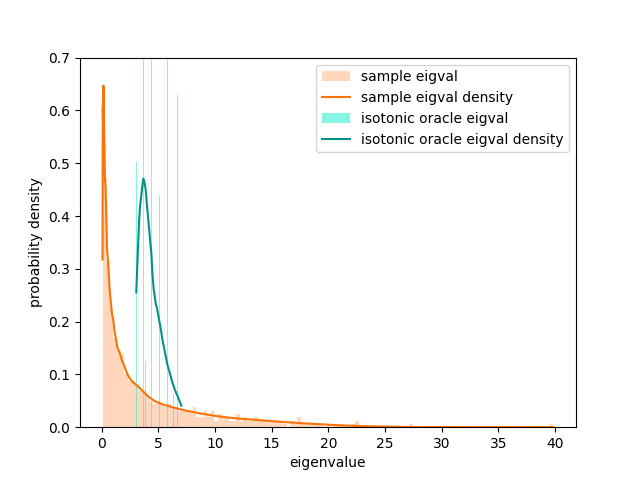 0.7
0.6
0.5
0.4
0.3
0.2
0.1
0.0
probability density
sample eigval
sample eigval density
isotonic oracle eigval
isotonic oracle eigval density
0 5 10 15 20 25 30 35 40
eigenvalue